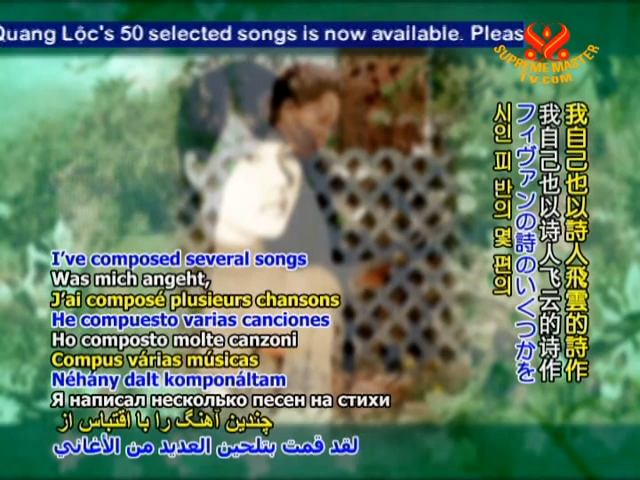 Quang Lộc's 50 selected songs is now available. Pleas
SUPREME MASTER
TV.COM
我自己也以詩人飛雲的詩作
我自己也以诗人飞云的诗作
フィヴァンの詩のいくつかを
시인 피 반의 몇 편의
I've composed several songs
Was mich angeht,
J'ai composé plusieurs chansons
He compuesto varias canciones
Ho composto molte canzoni
Compus várias músicas
Néhány dalt komponáltam
Я написал несколько песен на стихи
چندین آهنگ را با اقتباس از
لقد قمت بتلحين العديد من الأغاني